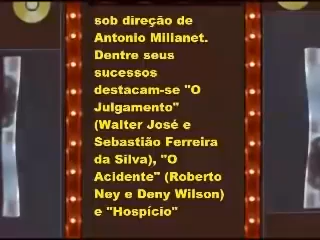 sob direção de
Antonio Millanet.
Dentre seus
sucessos
destacam-se "O
Julgamento"
(Walter José e
Sebastião Ferreira
da Silva), "O
Acidente" (Roberto
Ney e Deny Wilson)
e "Hospício"